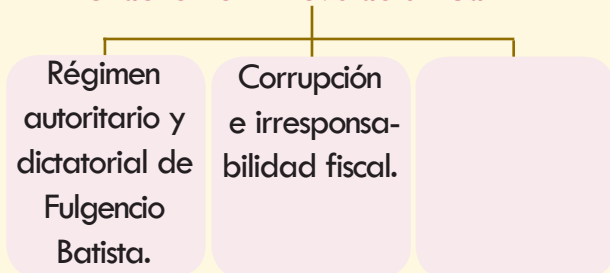 Régimen
autoritario y
dictatorial de
Fulgencio
Batista.
Corrupción
e irresponsa-
bilidad fiscal.